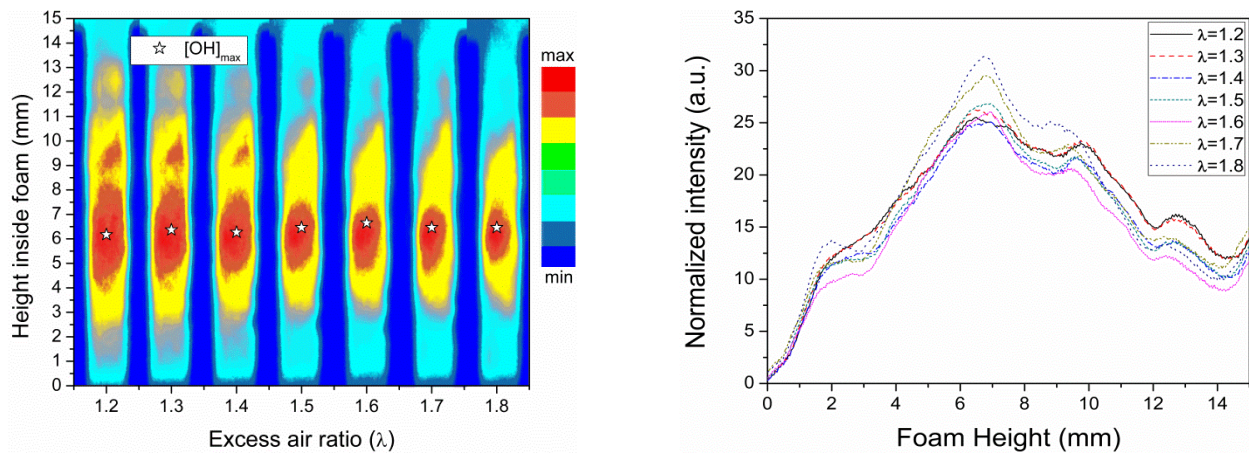 15
14
13
12
11
10
9
8
7
6
5
4
3
2
1
0
Height inside foam (mm)
☆ [OH]max
1.2 1.3 1.4 1.5 1.6 1.7 1.8
Excess air ratio (λ)
max
min
35
30
25
20
15
10
5
0
Normalized intensity (a.u.)
λ=1.2
λ=1.3
λ=1.4
λ=1.5
λ=1.6
λ=1.7
λ=1.8
0 2 4 6 8 10 12 14
Foam Height (mm)